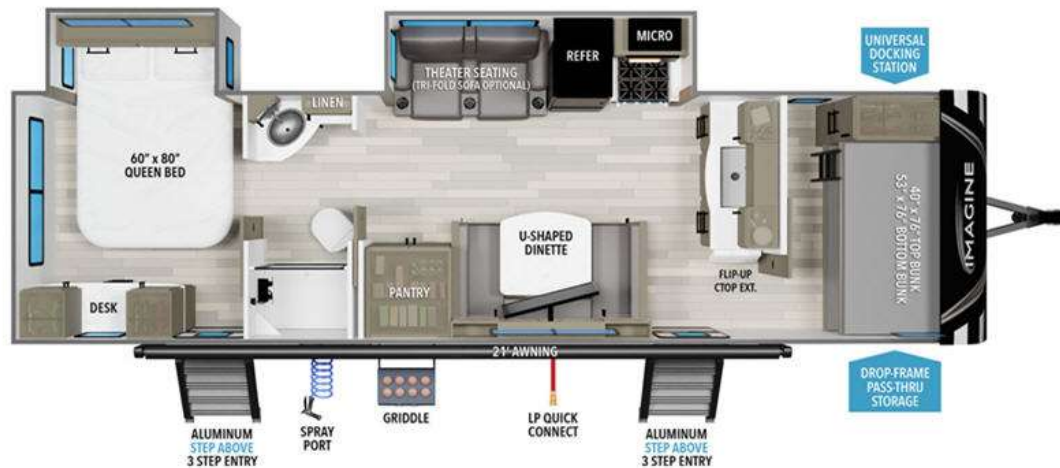 MICRO
REFER
UNIVERSAL
DOCKING
STATION
THEATER SEATING
(TRI-FOLD SOFA OPTIONAL)
LINEN
60" x 80"
QUEEN BED
40" x 76" TOP BUNK
53" x 76" BOTTOM BUNK
IMAGINE
U-SHAPED
DINETTE
FLIP-UP
CTOP EXT.
PANTRY
DESK
21' AWNING
DROP-FRAME
PASS-THRU
STORAGE
GRIDDLE
SPRAY
PORT
LP QUICK
CONNECT
ALUMINUM
STEP ABOVE
3 STEP ENTRY
ALUMINUM
STEP ABOVE
3 STEP ENTRY